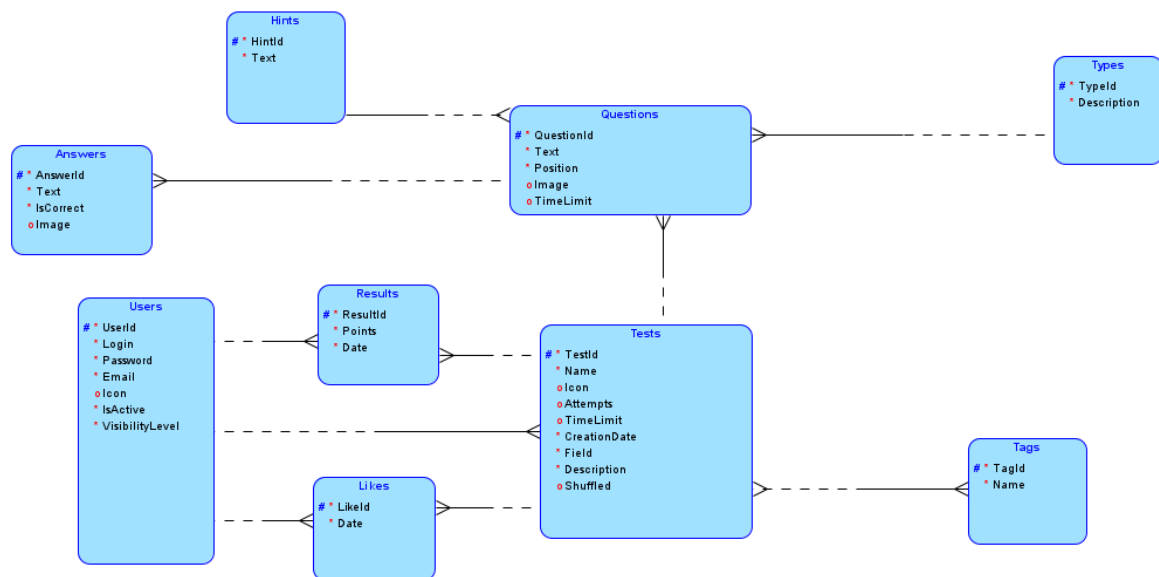 Hints
# * HintId
* Text
Types
# * TypeId
* Description
Questions
# * QuestionId
* Text
* Position
o Image
o TimeLimit
Answers
# * AnswerId
* Text
* IsCorrect
o Image
Users
# * UserId
* Login
* Password
* Email
o Icon
* IsActive
* VisibilityLevel
Results
# * ResultId
* Points
* Date
Tests
# * TestId
* Name
o Icon
o Attempts
o TimeLimit
* CreationDate
* Field
* Description
o Shuffled
Likes
# * LikeId
* Date
Tags
# * TagId
* Name